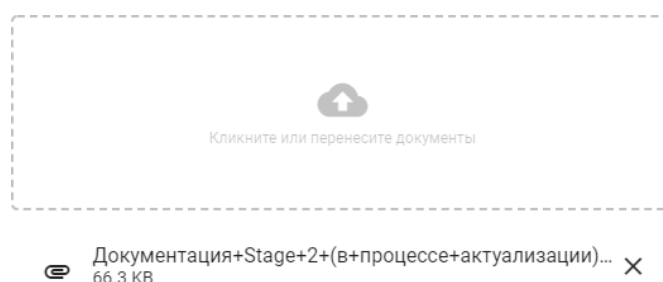 Кликните или перенесите документы
Документация+Stage+2+(в+процессе+актуализации)...
66.3 KB